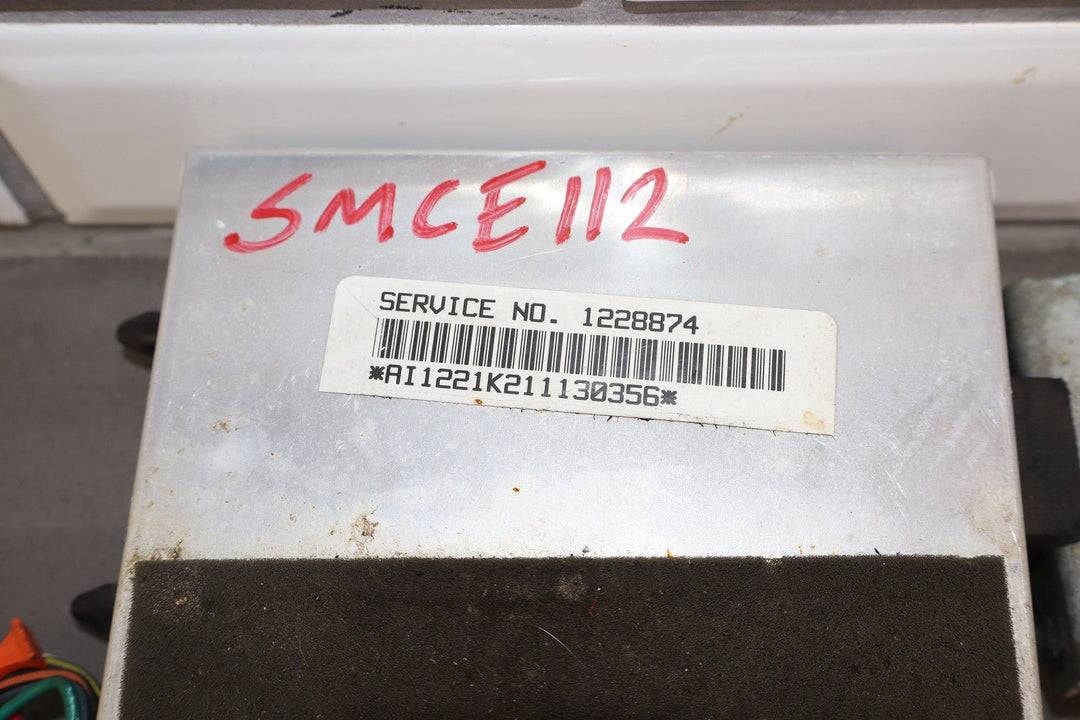 SMCE112
SERVICE NO. 1228874
*AI1221K211130356*